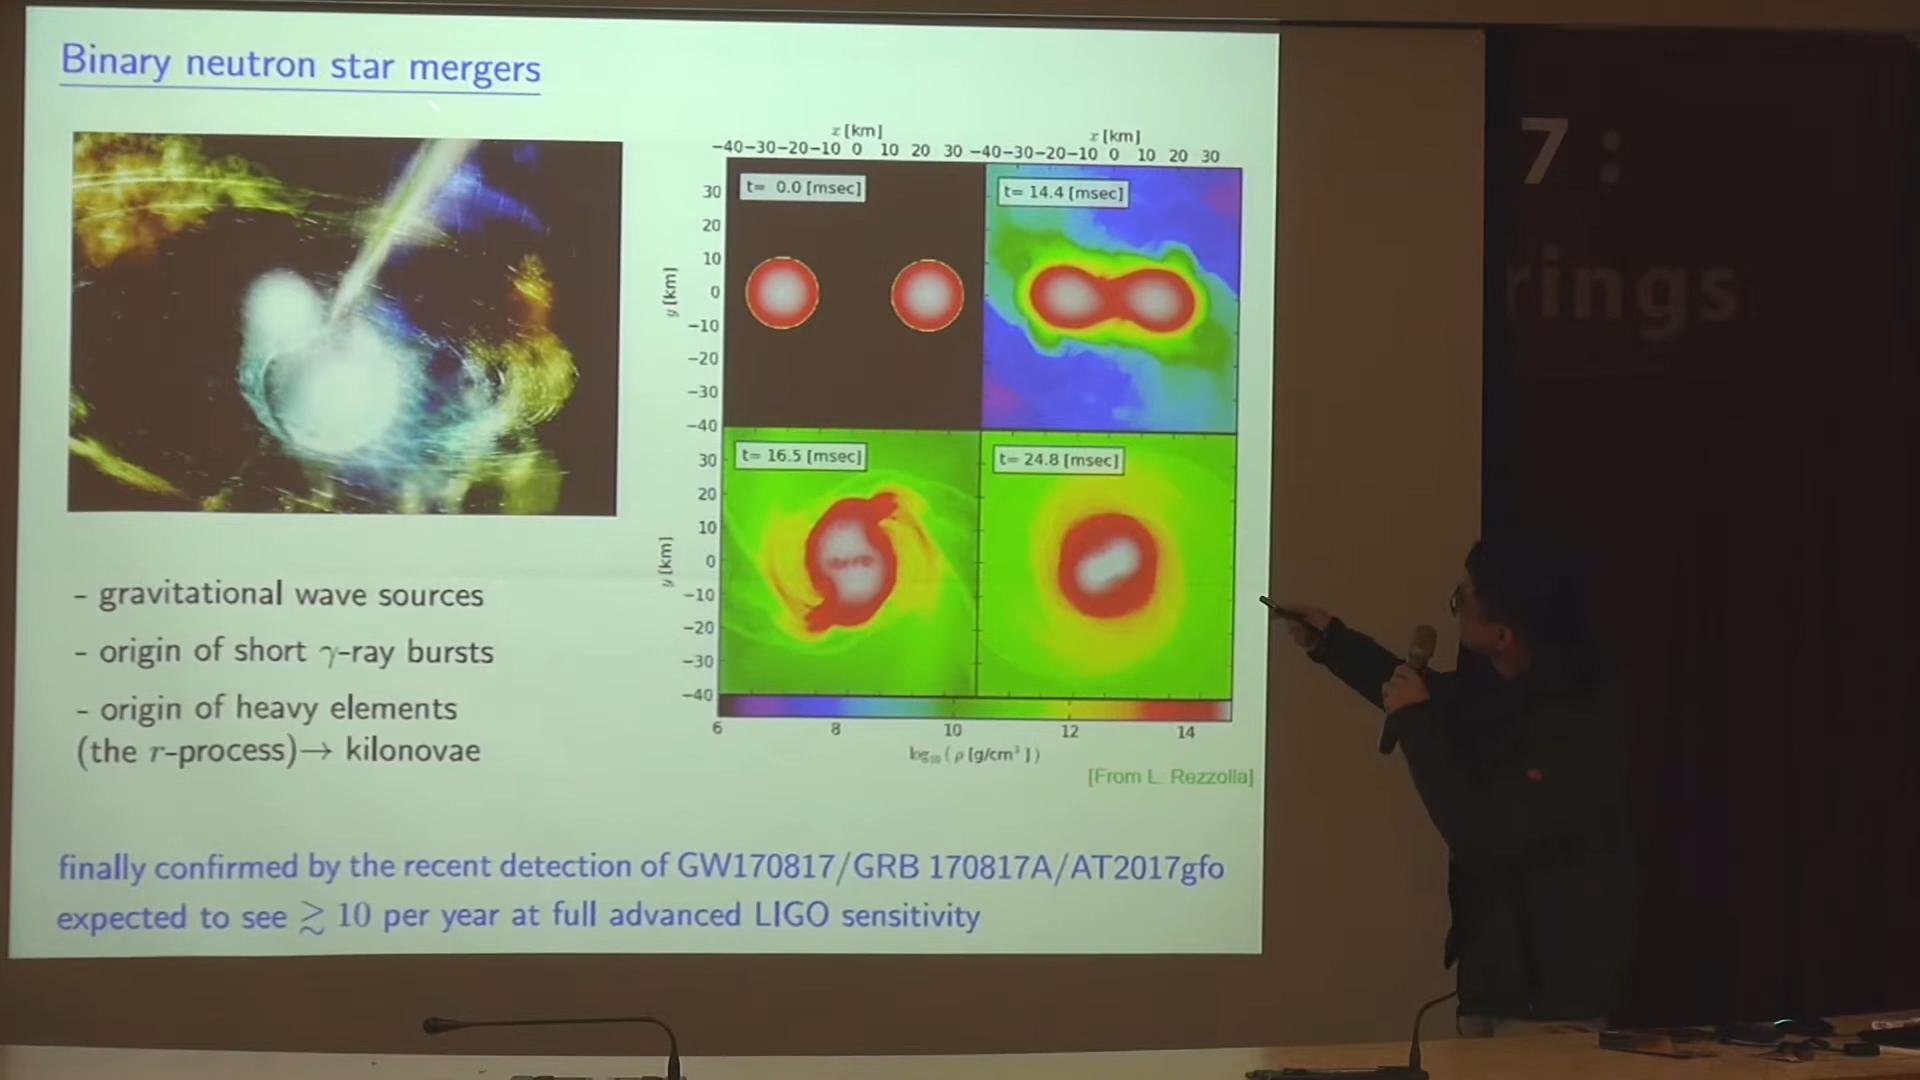 Binary neutron star mergers
x [km]
x [km]
−40−30−20−10 0 10 20 30
−40−30−20−10 0 10 20 30
y [km]
30
20
10
0
−10
−20
−30
−40
t= 0.0 [msec]
t= 14.4 [msec]
y [km]
30
20
10
0
−10
−20
−30
−40
t= 16.5 [msec]
t= 24.8 [msec]
6 8 10 12 14
log₁₀ ( ρ [g/cm³ ] )
[From L. Rezzolla]
– gravitational wave sources
– origin of short γ-ray bursts
– origin of heavy elements
(the r-process)→ kilonovae
finally confirmed by the recent detection of GW170817/GRB 170817A/AT2017gfo
expected to see ≳ 10 per year at full advanced LIGO sensitivity
7 :
rings